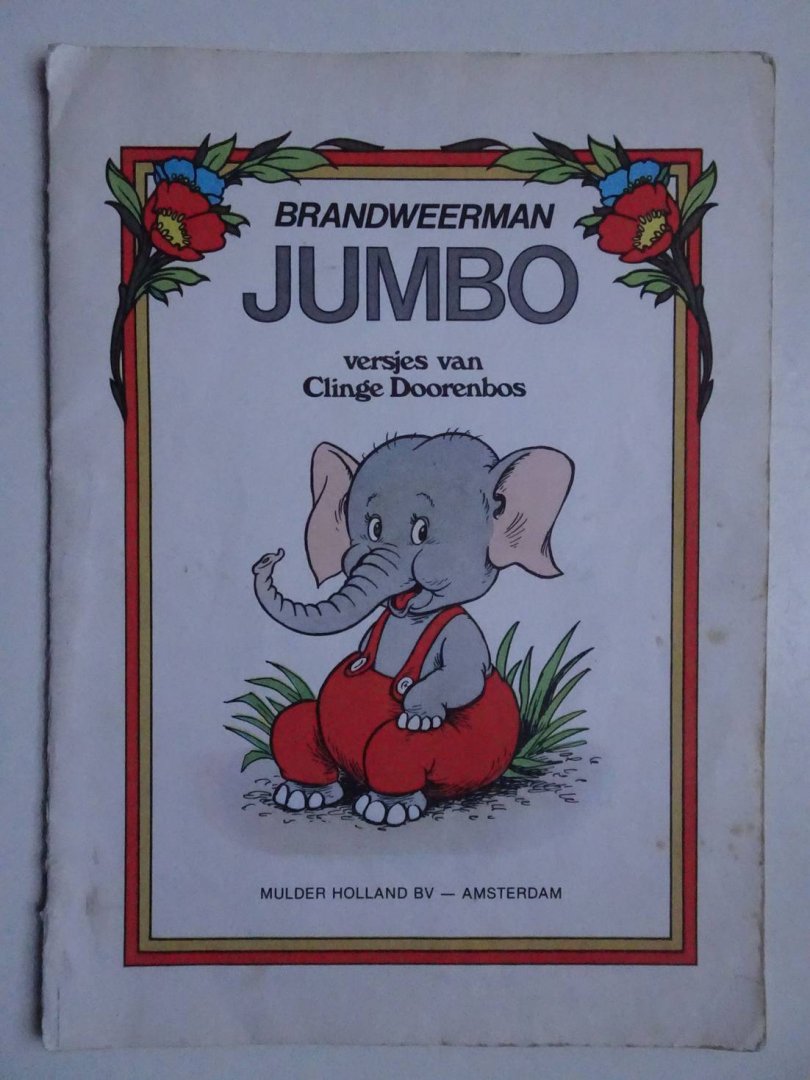 BRANDWEERMAN
JUMBO
versjes van
Clinge Doorenbos
MULDER HOLLAND BV — AMSTERDAM